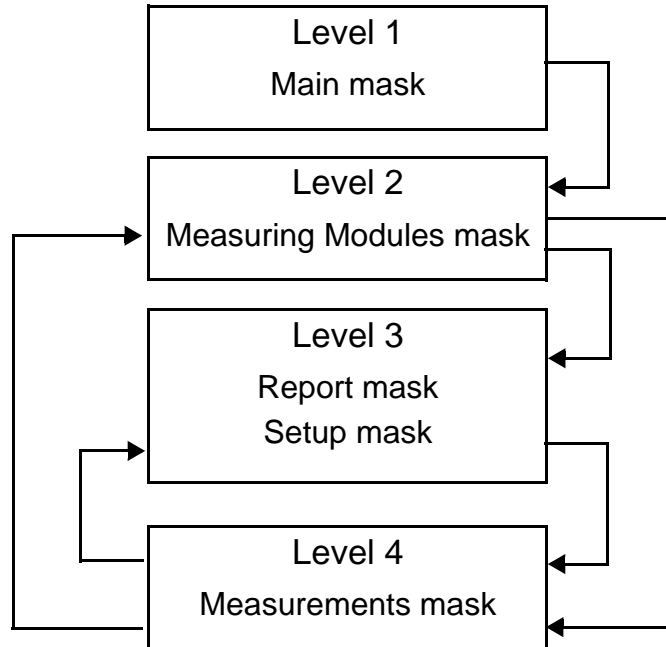 Level 1
Main mask
Level 2
Measuring Modules mask
Level 3
Report mask
Setup mask
Level 4
Measurements mask